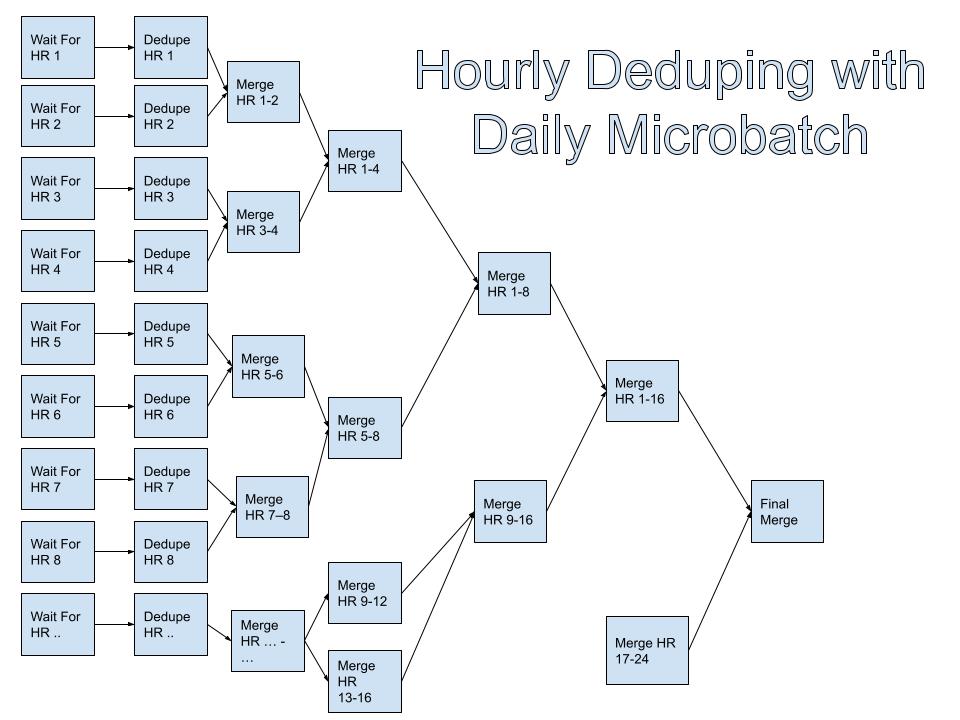 Hourly Deduping with
Daily Microbatch
Wait For
HR 1
Dedupe
HR 1
Wait For
HR 2
Dedupe
HR 2
Merge
HR 1-2
Wait For
HR 3
Dedupe
HR 3
Wait For
HR 4
Dedupe
HR 4
Merge
HR 3-4
Merge
HR 1-4
Wait For
HR 5
Dedupe
HR 5
Wait For
HR 6
Dedupe
HR 6
Merge
HR 5-6
Wait For
HR 7
Dedupe
HR 7
Wait For
HR 8
Dedupe
HR 8
Merge
HR 7–8
Merge
HR 5-8
Merge
HR 1-8
Wait For
HR ..
Dedupe
HR ..
Merge
HR ... -
...
Merge
HR 9-12
Merge
HR
13-16
Merge
HR 9-16
Merge
HR 1-16
Merge HR
17-24
Final
Merge